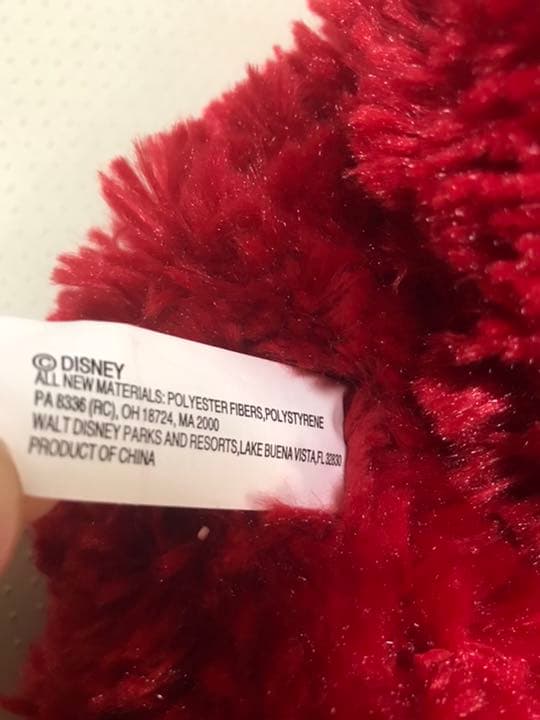 © DISNEY
ALL NEW MATERIALS: POLYESTER FIBERS,POLYSTYRENE
PA 8336 (RC), OH 18724, MA 2000
WALT DISNEY PARKS AND RESORTS,LAKE BUENA VISTA,FL 32830
PRODUCT OF CHINA